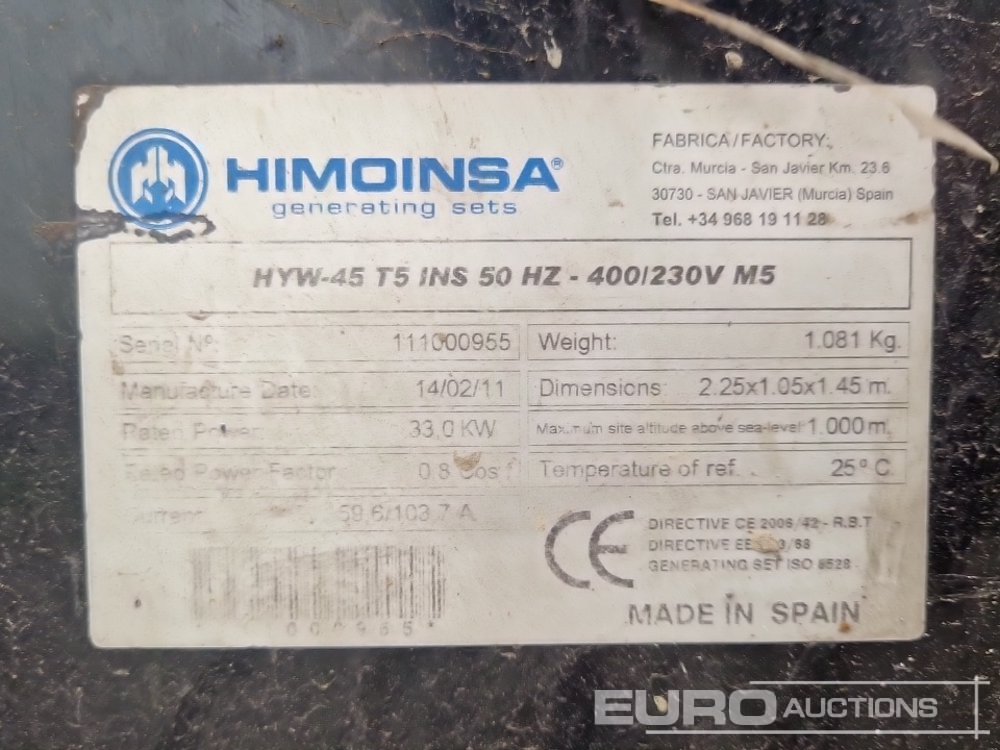 HIMOINSA®
generating sets
FABRICA/FACTORY:
Ctra. Murcia - San Javier Km. 23.6
30730 - SAN JAVIER (Murcia) Spain
Tel. +34 968 19 11 28
HYW-45 T5 INS 50 HZ - 400/230V M5
Serial Nº: 111000955
Manufacture Date: 14/02/11
Rated Power: 33,0 KW
Rated Power Factor: 0,8 Cos f
Current: 59,6/103,7 A
Weight: 1.081 Kg.
Dimensions: 2.25x1.05x1.45 m.
Maximum site altitude above sea-level 1.000 m.
Temperature of ref. 25º C
CE
DIRECTIVE CE 2006/42 - R.B.T
DIRECTIVE 3/68
GENERATING SET ISO 8528
MADE IN SPAIN
EURO AUCTIONS